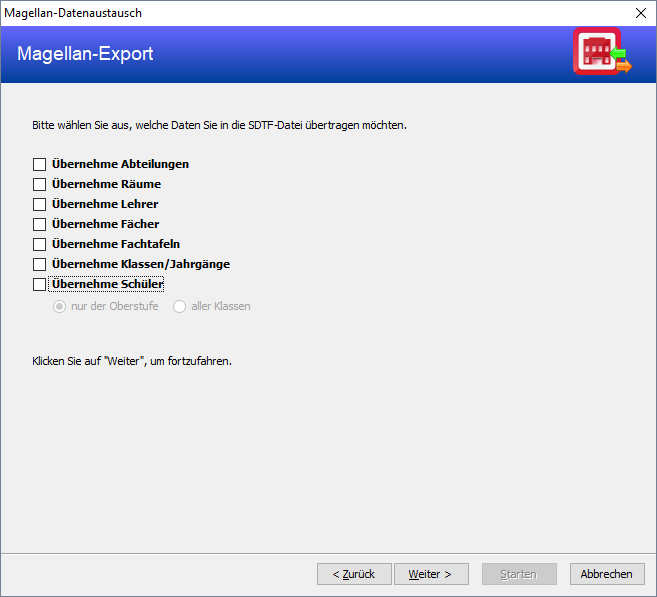 Magellan-Datenaustausch
Magellan-Export
Bitte wählen Sie aus, welche Daten Sie in die SDTF-Datei übertragen möchten.
Übernehme Abteilungen
Übernehme Räume
Übernehme Lehrer
Übernehme Fächer
Übernehme Fachtafeln
Übernehme Klassen/Jahrgänge
Übernehme Schüler
nur der Oberstufe aller Klassen
Klicken Sie auf "Weiter", um fortzufahren.
< Zurück Weiter > Starten Abbrechen